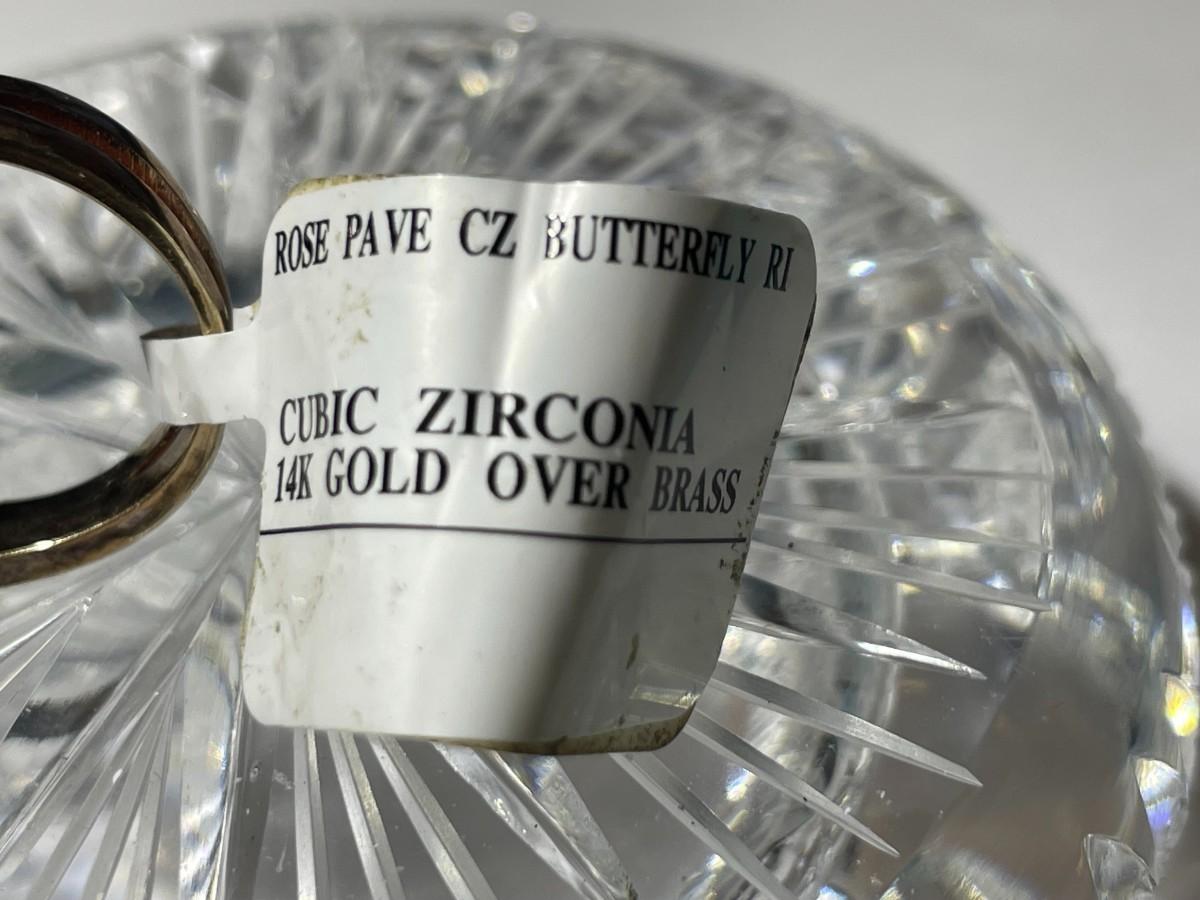 ROSE PAVE CZ BUTTERFLY RI
CUBIC ZIRCONIA
14K GOLD OVER BRASS